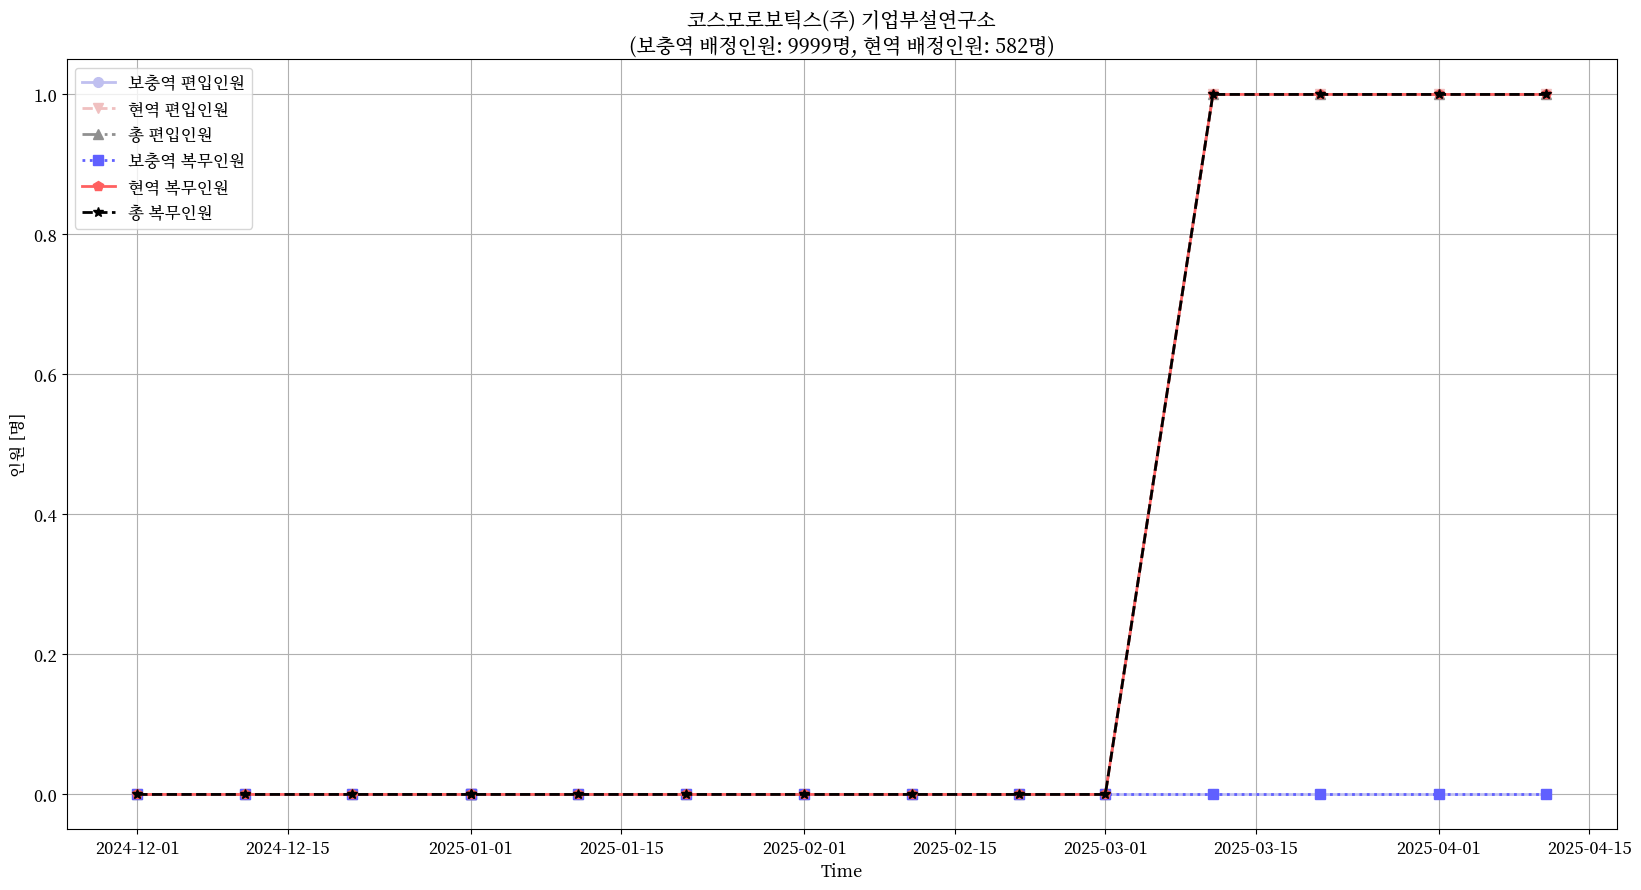 코스모로보틱스(주) 기업부설연구소
(보충역 배정인원: 9999명, 현역 배정인원: 582명)
보충역 편입인원
현역 편입인원
총 편입인원
보충역 복무인원
현역 복무인원
총 복무인원
1.0
0.8
0.6
0.4
0.2
0.0
인원 [명]
2024-12-01
2024-12-15
2025-01-01
2025-01-15
2025-02-01
2025-02-15
2025-03-01
2025-03-15
2025-04-01
2025-04-15
Time